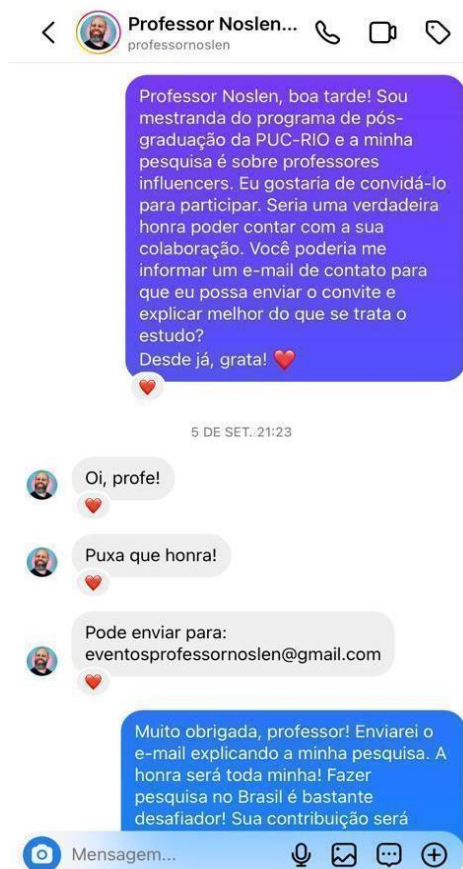 Professor Noslen...
professornoslen
Professor Noslen, boa tarde! Sou
mestranda do programa de pós-
graduação da PUC-RIO e a minha
pesquisa é sobre professores
influencers. Eu gostaria de convidá-lo
para participar. Seria uma verdadeira
honra poder contar com a sua
colaboração. Você poderia me
informar um e-mail de contato para
que eu possa enviar o convite e
explicar melhor do que se trata o
estudo?
Desde já, grata! ❤️
5 DE SET. 21:23
Oi, profe!
Puxa que honra!
Pode enviar para:
eventosprofessornoslen@gmail.com
Muito obrigada, professor! Enviarei o
e-mail explicando a minha pesquisa. A
honra será toda minha! Fazer
pesquisa no Brasil é bastante
desafiador! Sua contribuição será
Mensagem...